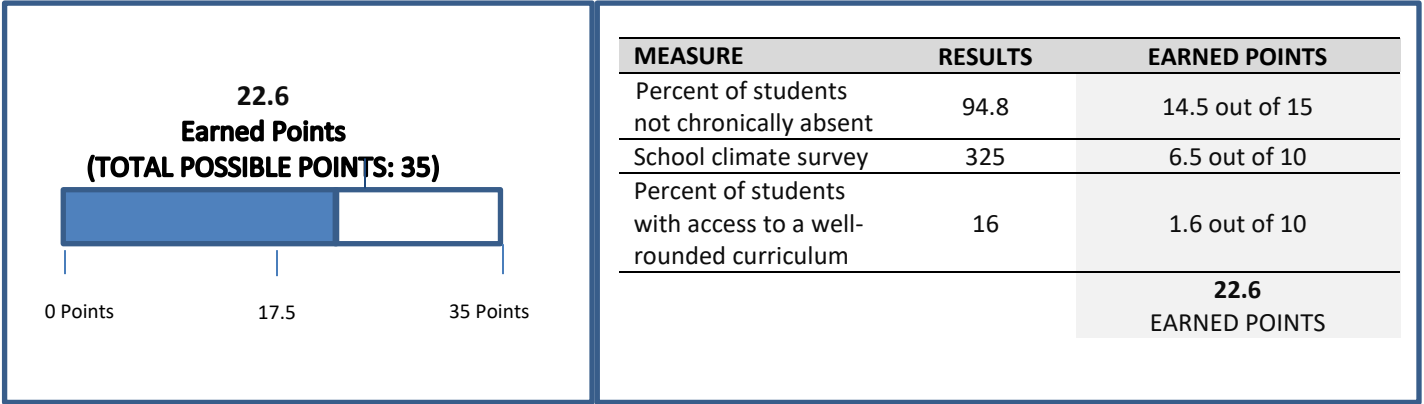 22.6
Earned Points
(TOTAL POSSIBLE POINTS: 35)
0 Points 17.5 35 Points
MEASURE RESULTS EARNED POINTS
Percent of students
not chronically absent 94.8 14.5 out of 15
School climate survey 325 6.5 out of 10
Percent of students
with access to a well- 16 1.6 out of 10
rounded curriculum
22.6
EARNED POINTS